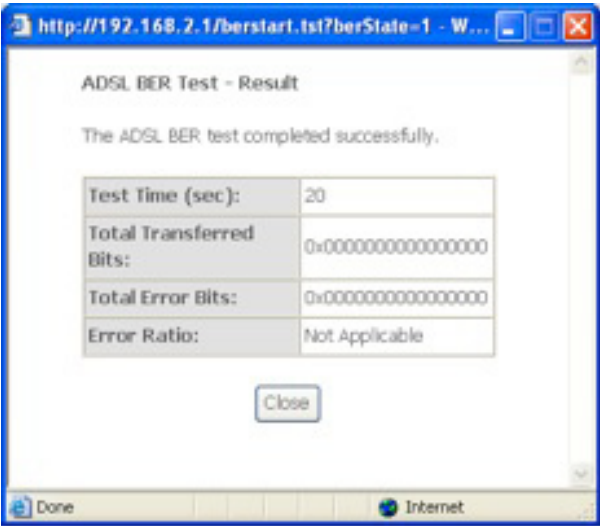 http://192.168.2.1/berstart.tst?berState=1 - W...
ADSL BER Test - Result
The ADSL BER test completed successfully.
Test Time (sec): 20
Total Transferred
Bits: 0x0000000000000000
Total Error Bits: 0x0000000000000000
Error Ratio: Not Applicable
Close
Done Internet